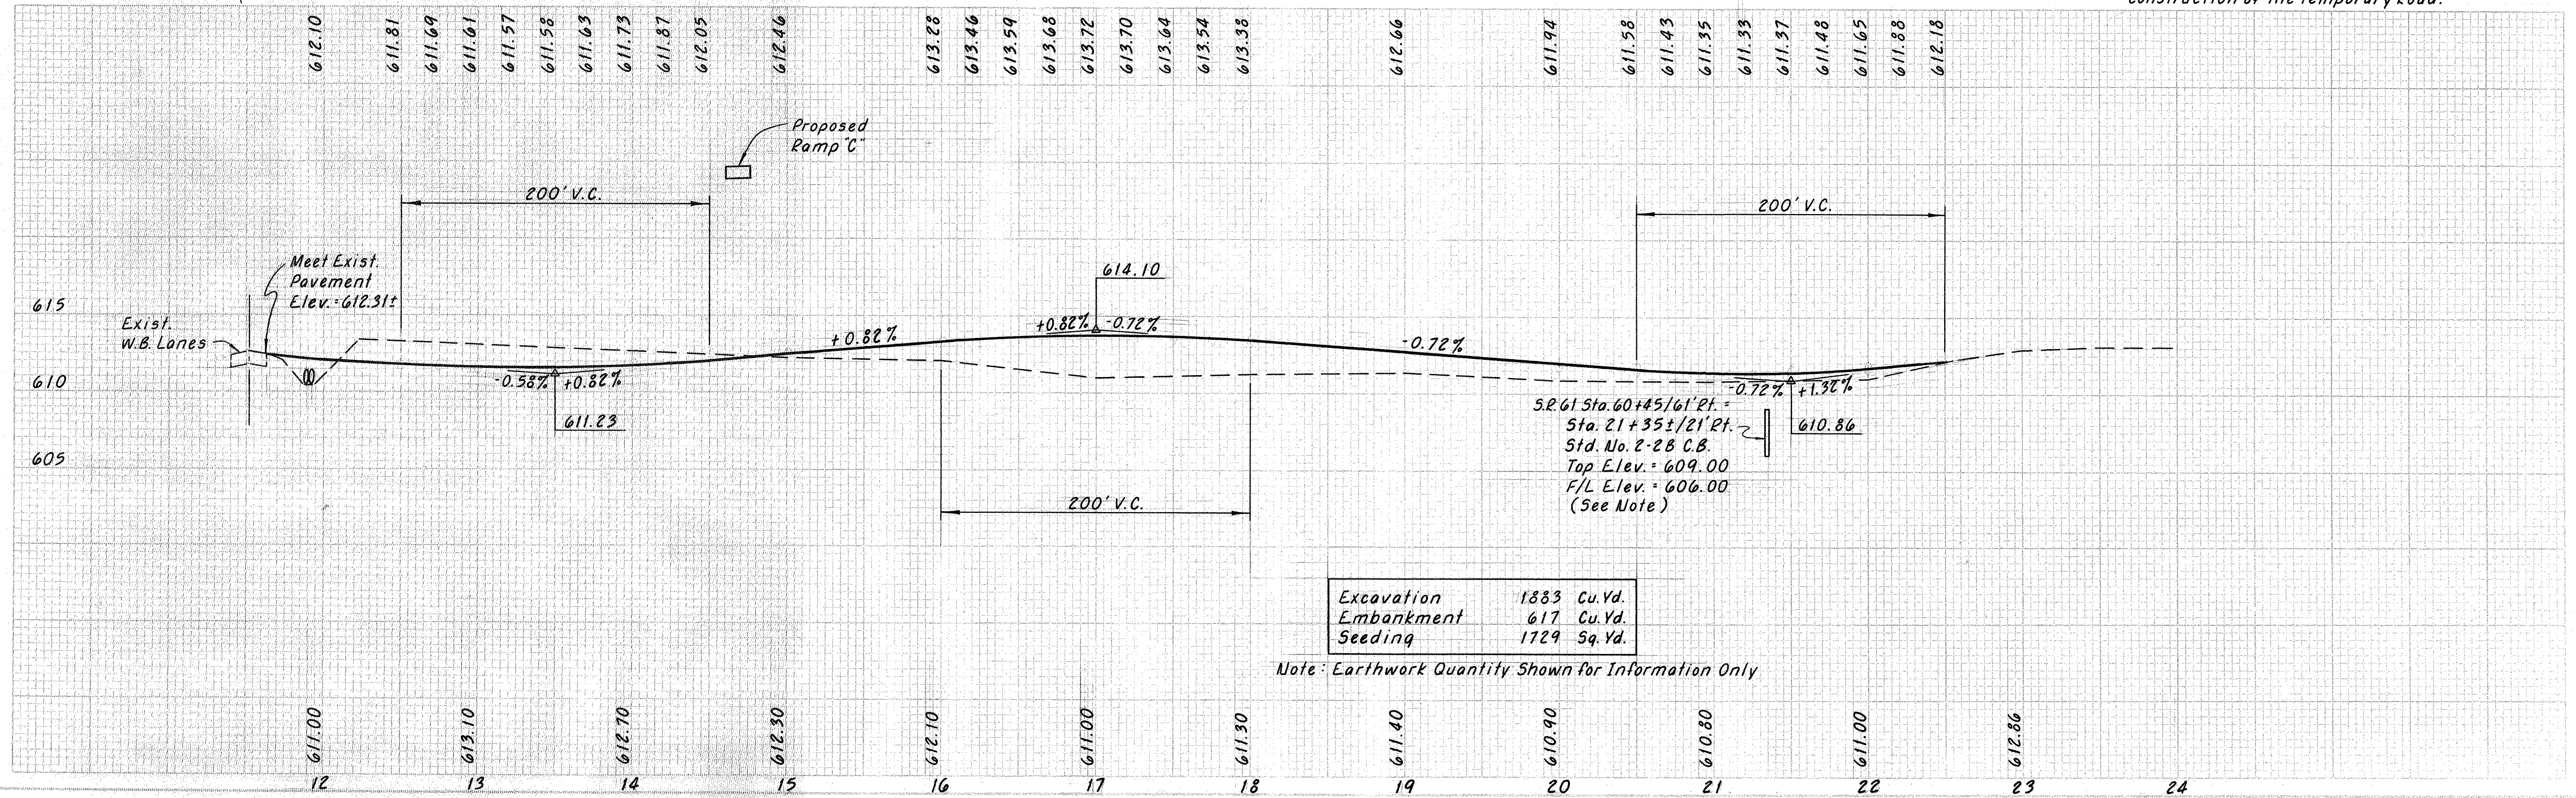 construction of the Temporary Road.
612.10 611.81 611.69 611.61 611.57 611.58 611.63 611.73 611.87 612.05 612.46 613.28 613.46 613.59 613.68 613.72 613.70 613.64 613.54 613.38 612.66 611.94 611.58 611.43 611.35 611.33 611.37 611.48 611.65 611.88 612.18
Proposed
Ramp "C"
200' V.C.
200' V.C.
Meet Exist.
Pavement
Elev. = 612.31±
614.10
615
Exist.
W.B. Lanes
+0.82% -0.72%
+0.82%
-0.72%
610
-0.58% +0.82%
-0.72% +1.32%
611.23
610.86
S.R. 61 Sta. 60+45/61' Rt. =
Sta. 21+35±/21' Rt.
Std. No. 2-2B C.B.
Top Elev. = 609.00
F/L Elev. = 606.00
(See Note)
605
200' V.C.
Excavation 1883 Cu. Yd.
Embankment 617 Cu. Yd.
Seeding 1729 Sq. Yd.
Note: Earthwork Quantity Shown for Information Only
611.00 613.10 612.70 612.30 612.10 611.00 611.30 611.40 610.90 610.80 611.00 612.86
12 13 14 15 16 17 18 19 20 21 22 23 24